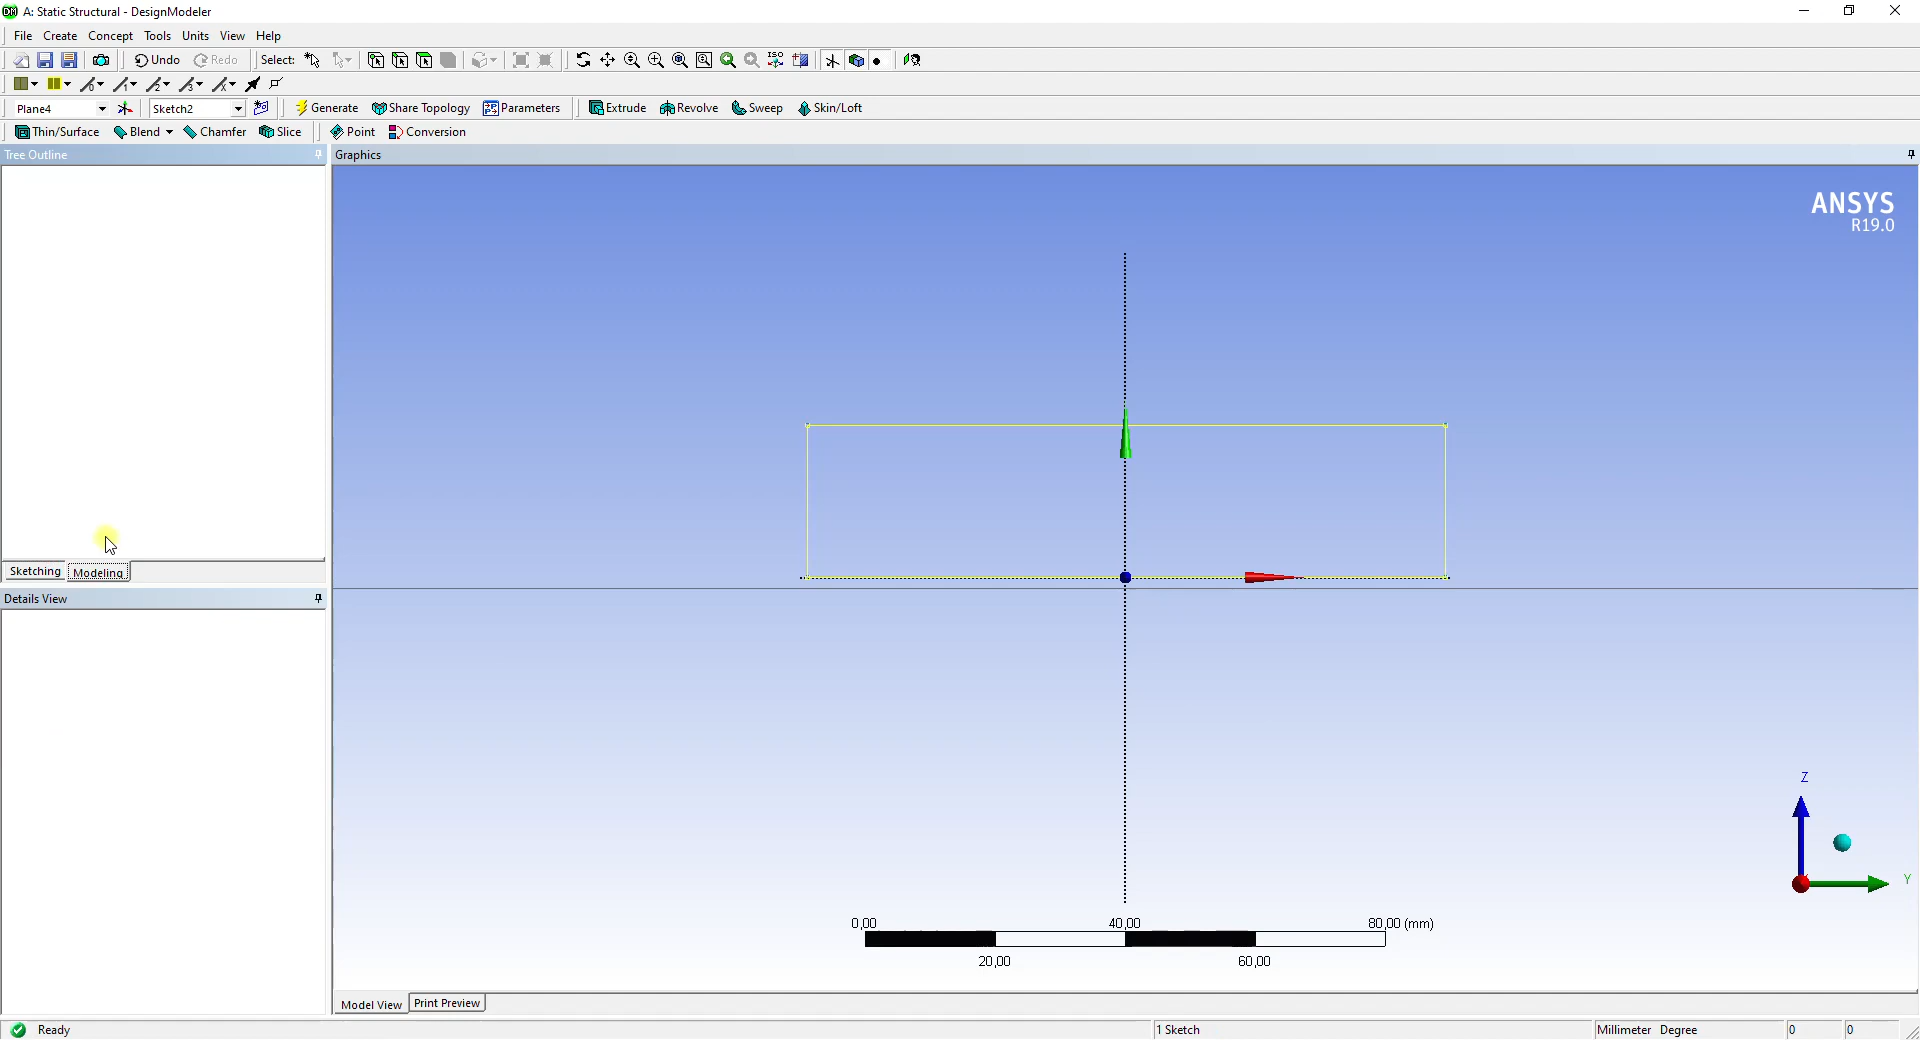 A: Static Structural - DesignModeler
File Create Concept Tools Units View Help
Undo Redo Select:
Plane4 Sketch2 Generate Share Topology Parameters Extrude Revolve Sweep Skin/Loft
Thin/Surface Blend Chamfer Slice Point Conversion
Tree Outline
Graphics
ANSYS
R19.0
Sketching Modeling
Details View
Z
Y
0,00 40,00 80,00 (mm)
20,00 60,00
Model View Print Preview
Ready 1 Sketch Millimeter Degree 0 0